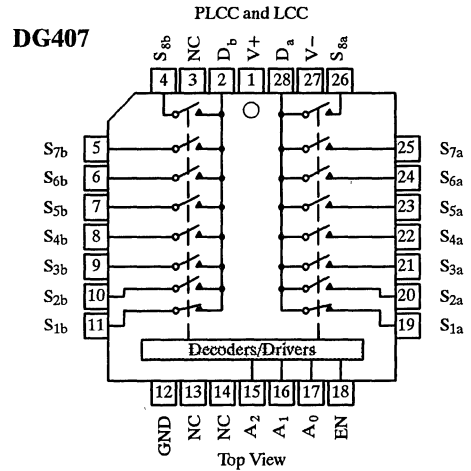 PLCC and LCC
DG407
S8b NC Db V+ Da V− S8a
4 3 2 1 28 27 26
S7b 5 25 S7a
S6b 6 24 S6a
S5b 7 23 S5a
S4b 8 22 S4a
S3b 9 21 S3a
S2b 10 20 S2a
S1b 11 19 S1a
Decoders/Drivers
12 13 14 15 16 17 18
GND NC NC A2 A1 A0 EN
Top View